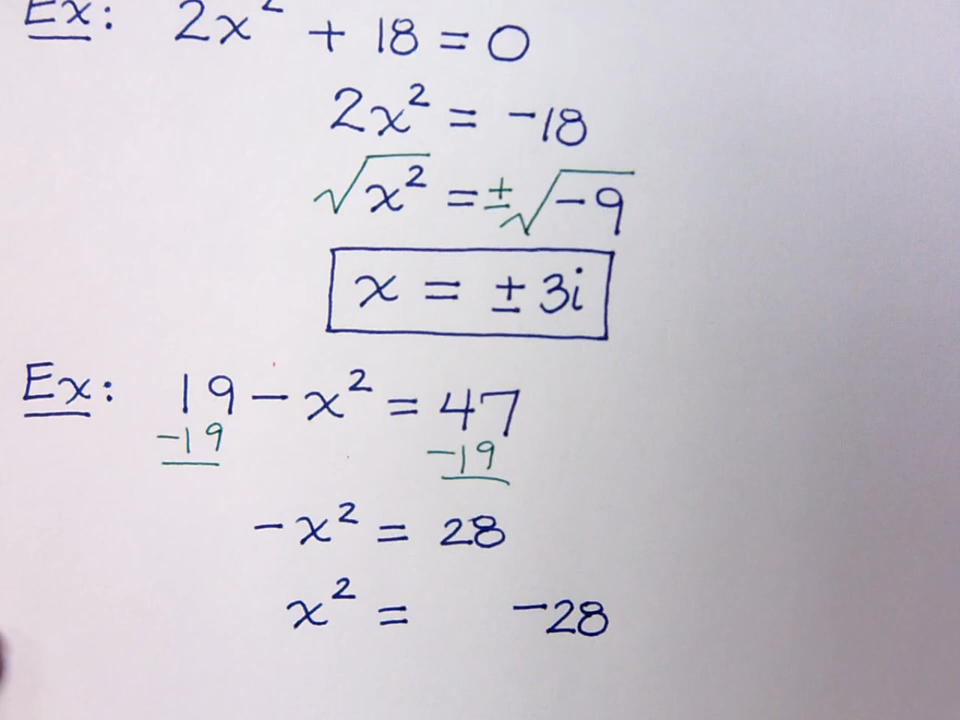 Ex: 2x² + 18 = 0
2x² = -18
√x² = ±√-9
x = ±3i
Ex: 19 - x² = 47
-19 -19
-x² = 28
x² = -28